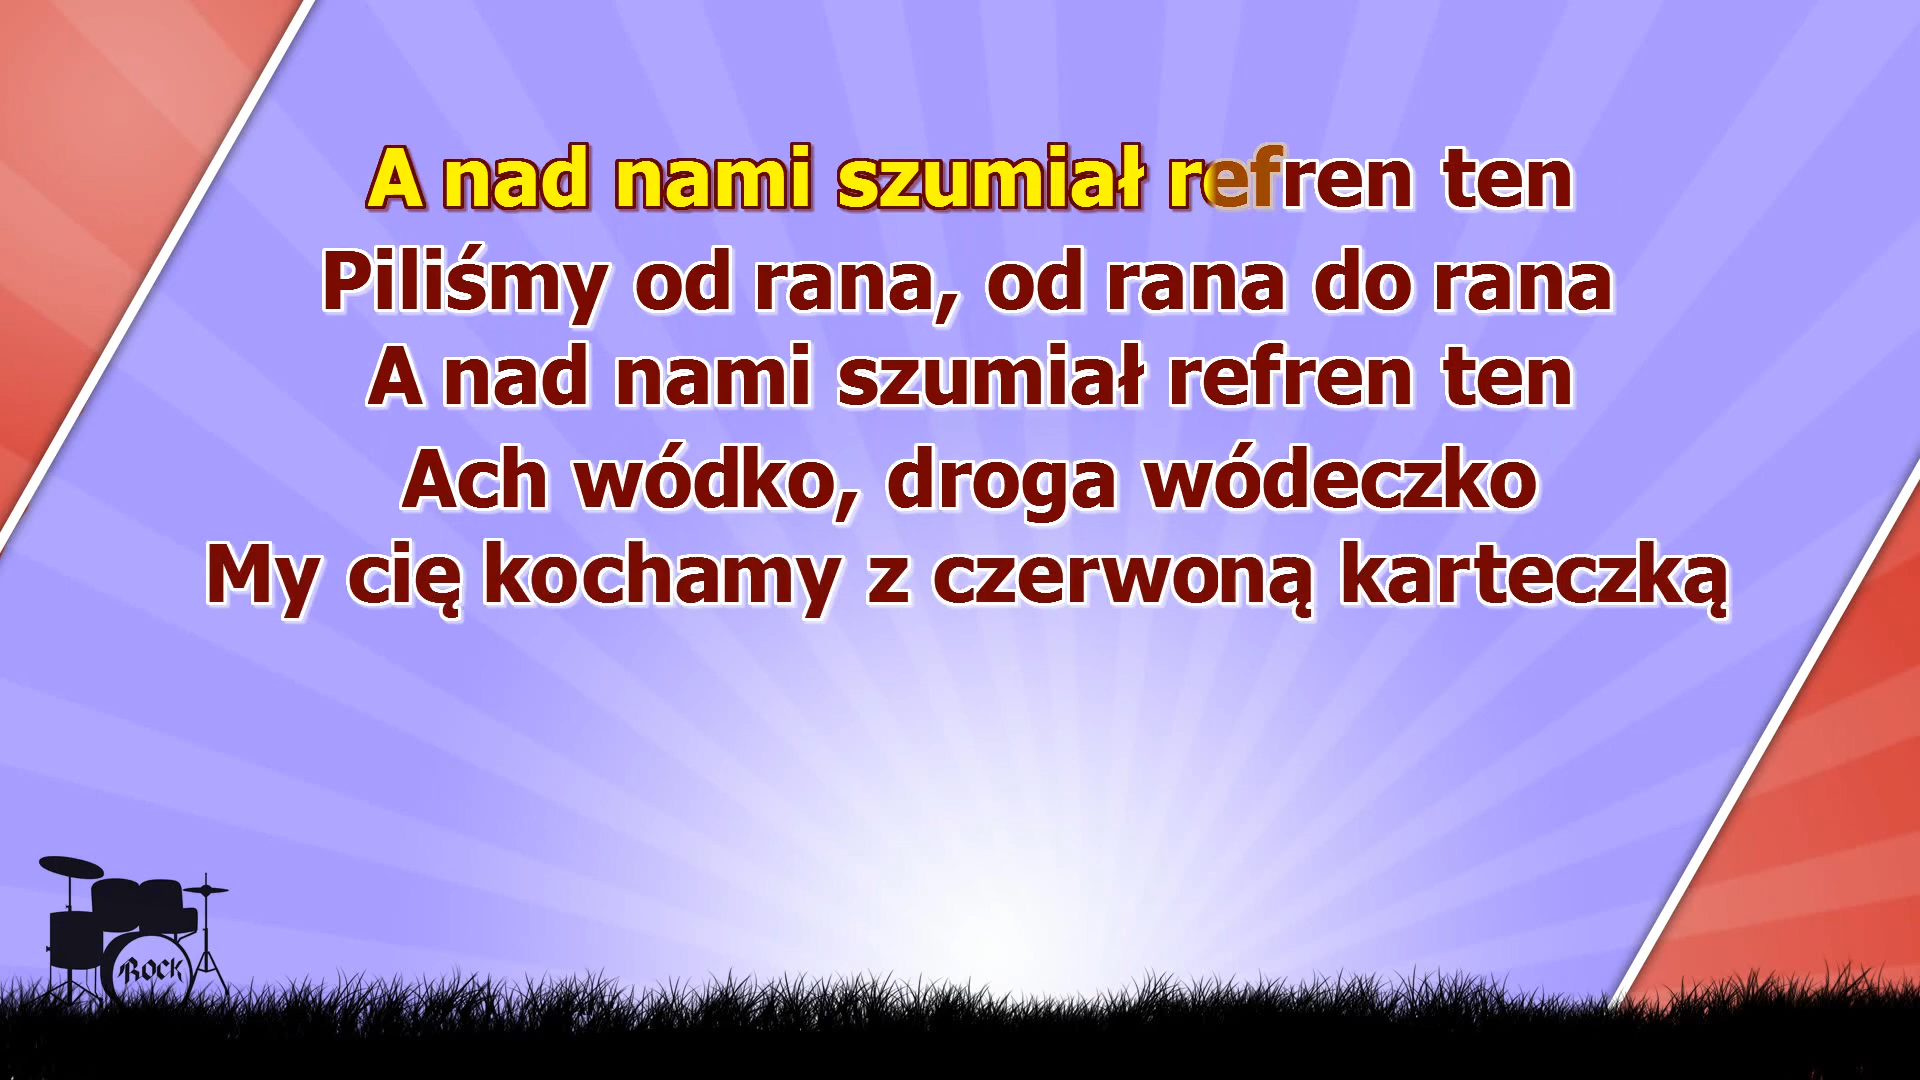 A nad nami szumiał refren ten
Piliśmy od rana, od rana do rana
A nad nami szumiał refren ten
Ach wódko, droga wódeczko
My cię kochamy z czerwoną karteczką
ROCK